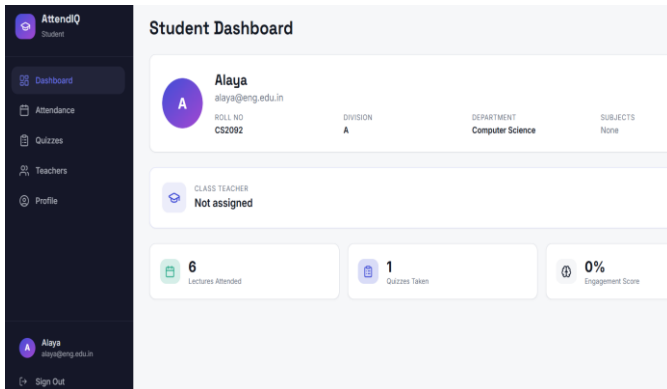 AttendIQ
Student
Dashboard
Attendance
Quizzes
Teachers
Profile
A
Alaya
alaya@eng.edu.in
Sign Out
Student Dashboard
A
Alaya
alaya@eng.edu.in
ROLL NO
CS2092
DIVISION
A
DEPARTMENT
Computer Science
SUBJECTS
None
CLASS TEACHER
Not assigned
6
Lectures Attended
1
Quizzes Taken
0%
Engagement Score